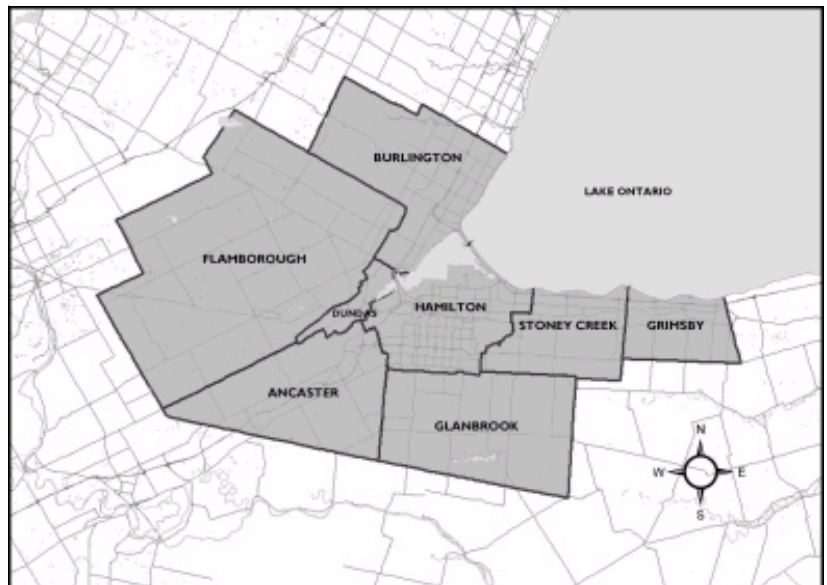 BURLINGTON
LAKE ONTARIO
FLAMBOROUGH
DUNDAS
HAMILTON
STONEY CREEK
GRIMSBY
ANCASTER
GLANBROOK
N
W
E
S